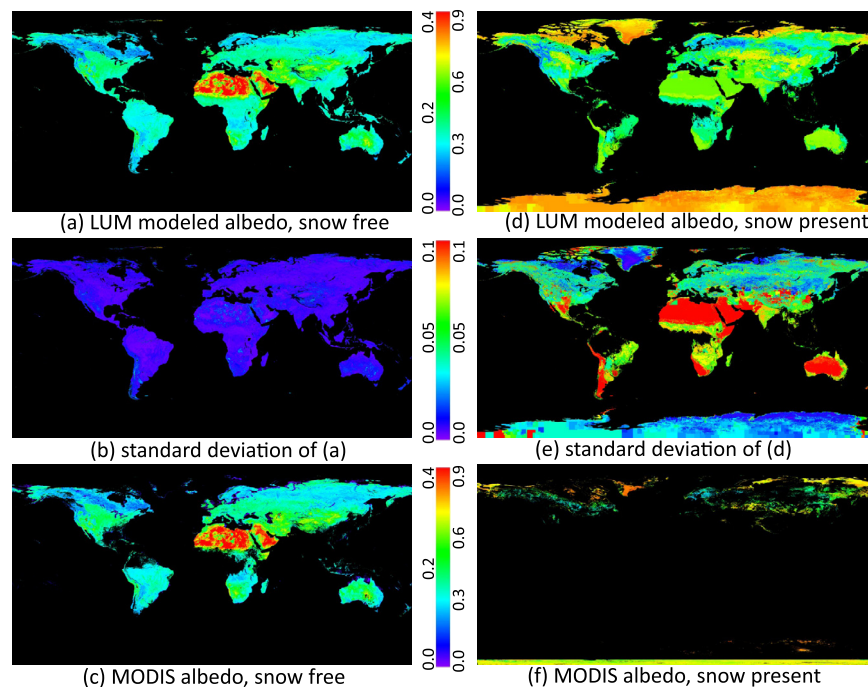 0.4 0.9
0.2 0.6
0.3
0.0 0.0
(a) LUM modeled albedo, snow free
(d) LUM modeled albedo, snow present
0.1 0.1
0.05 0.05
0.0 0.0
(b) standard deviation of (a)
(e) standard deviation of (d)
0.4 0.9
0.2 0.6
0.3
0.0 0.0
(c) MODIS albedo, snow free
(f) MODIS albedo, snow present